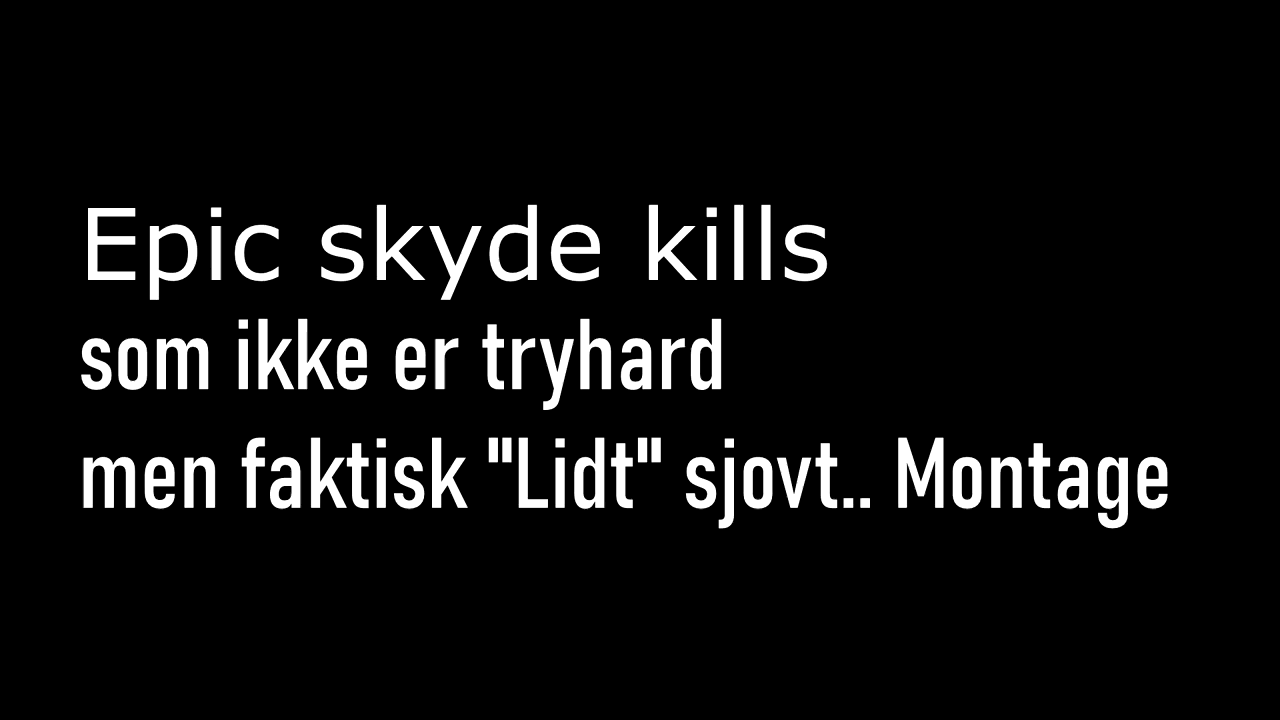 Epic skyde kills
som ikke er tryhard
men faktisk "Lidt" sjovt.. Montage